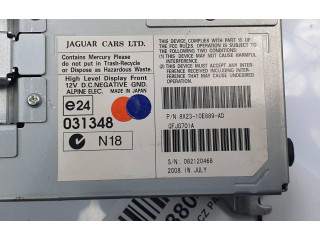 JAGUAR CARS LTD.
Contains Mercury Please
do not put in Trash-Recycle
or Dispose as Hazardous Waste.
High Level Display Front
12V D.C.NEGATIVE GND.
ALPINE ELEC. MADE IN JAPAN
e24
031348
N18
THIS DEVICE COMPLIES WITH PART 15 OF
THE FCC RULES. OPERATION IS SUBJECT TO
THE FOLLOWING TWO CONDITIONS:
(1) THIS DEVICE MAY NOT CAUSE HARMFUL
INTERFERENCE, AND
(2) THIS DEVICE MUST ACCEPT ANY INTER-
FERENCE RECEIVED INCLUDING INTER-
FERENCE THAT MAY CAUSE UNDESIRED
OPERATION.
P/N 8X23-10E889-AD
QFJG701A
S/N: 082120468
2008 IN JULY